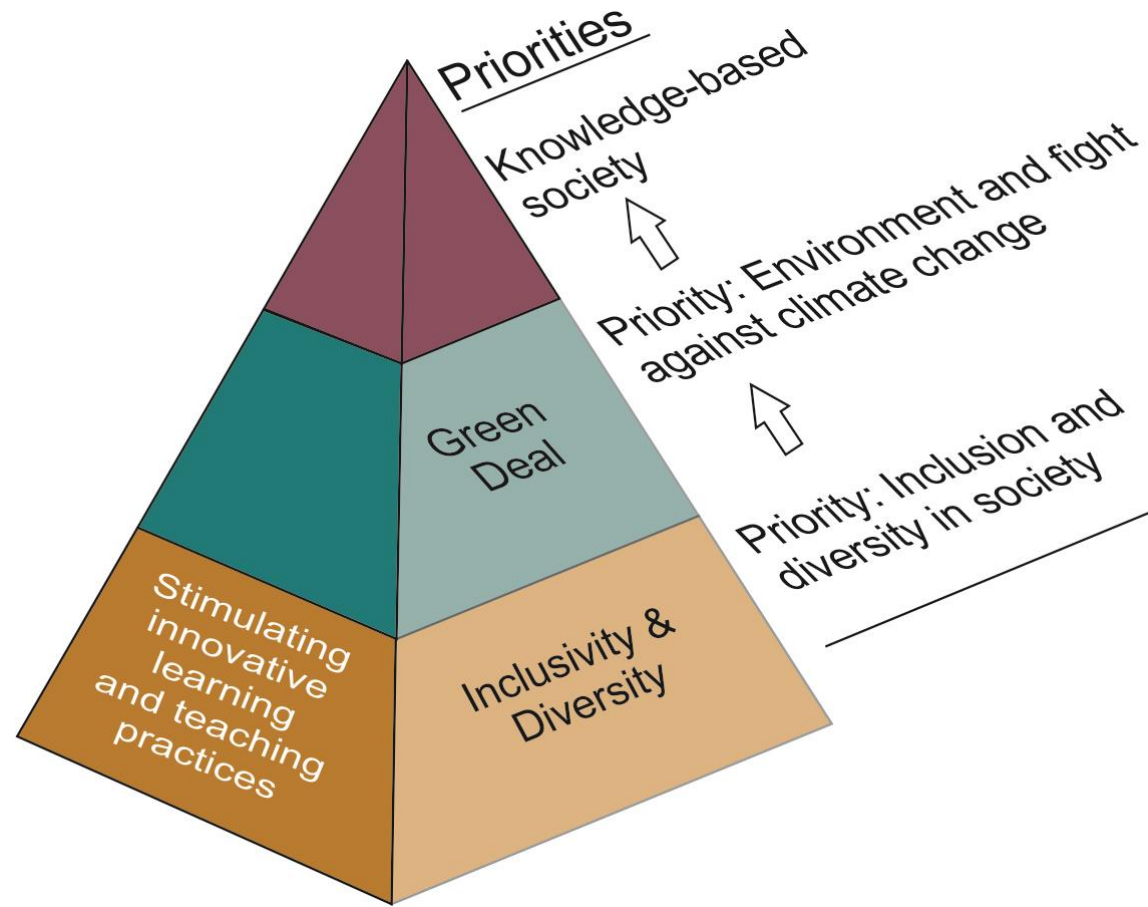 Priorities
Knowledge-based
society
Priority: Environment and fight
against climate change
Priority: Inclusion and
diversity in society
Green
Deal
Stimulating
innovative
learning
and teaching
practices
Inclusivity &
Diversity